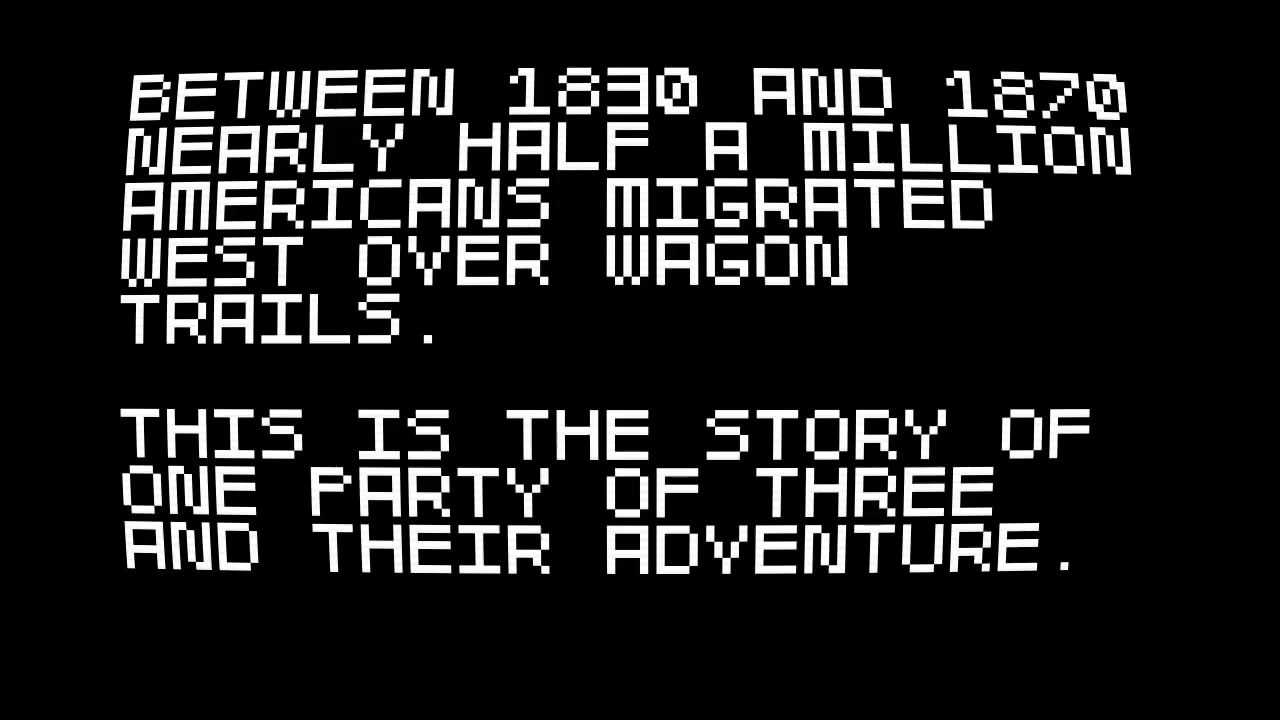 BETWEEN 1830 AND 1870
NEARLY HALF A MILLION
AMERICANS MIGRATED
WEST OVER WAGON
TRAILS.
THIS IS THE STORY OF
ONE PARTY OF THREE
AND THEIR ADVENTURE.